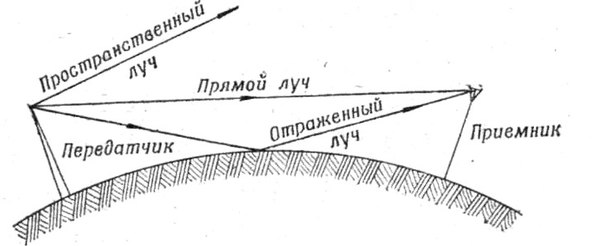 Пространственный
луч
Прямой луч
Отраженный
луч
Передатчик
Приемник